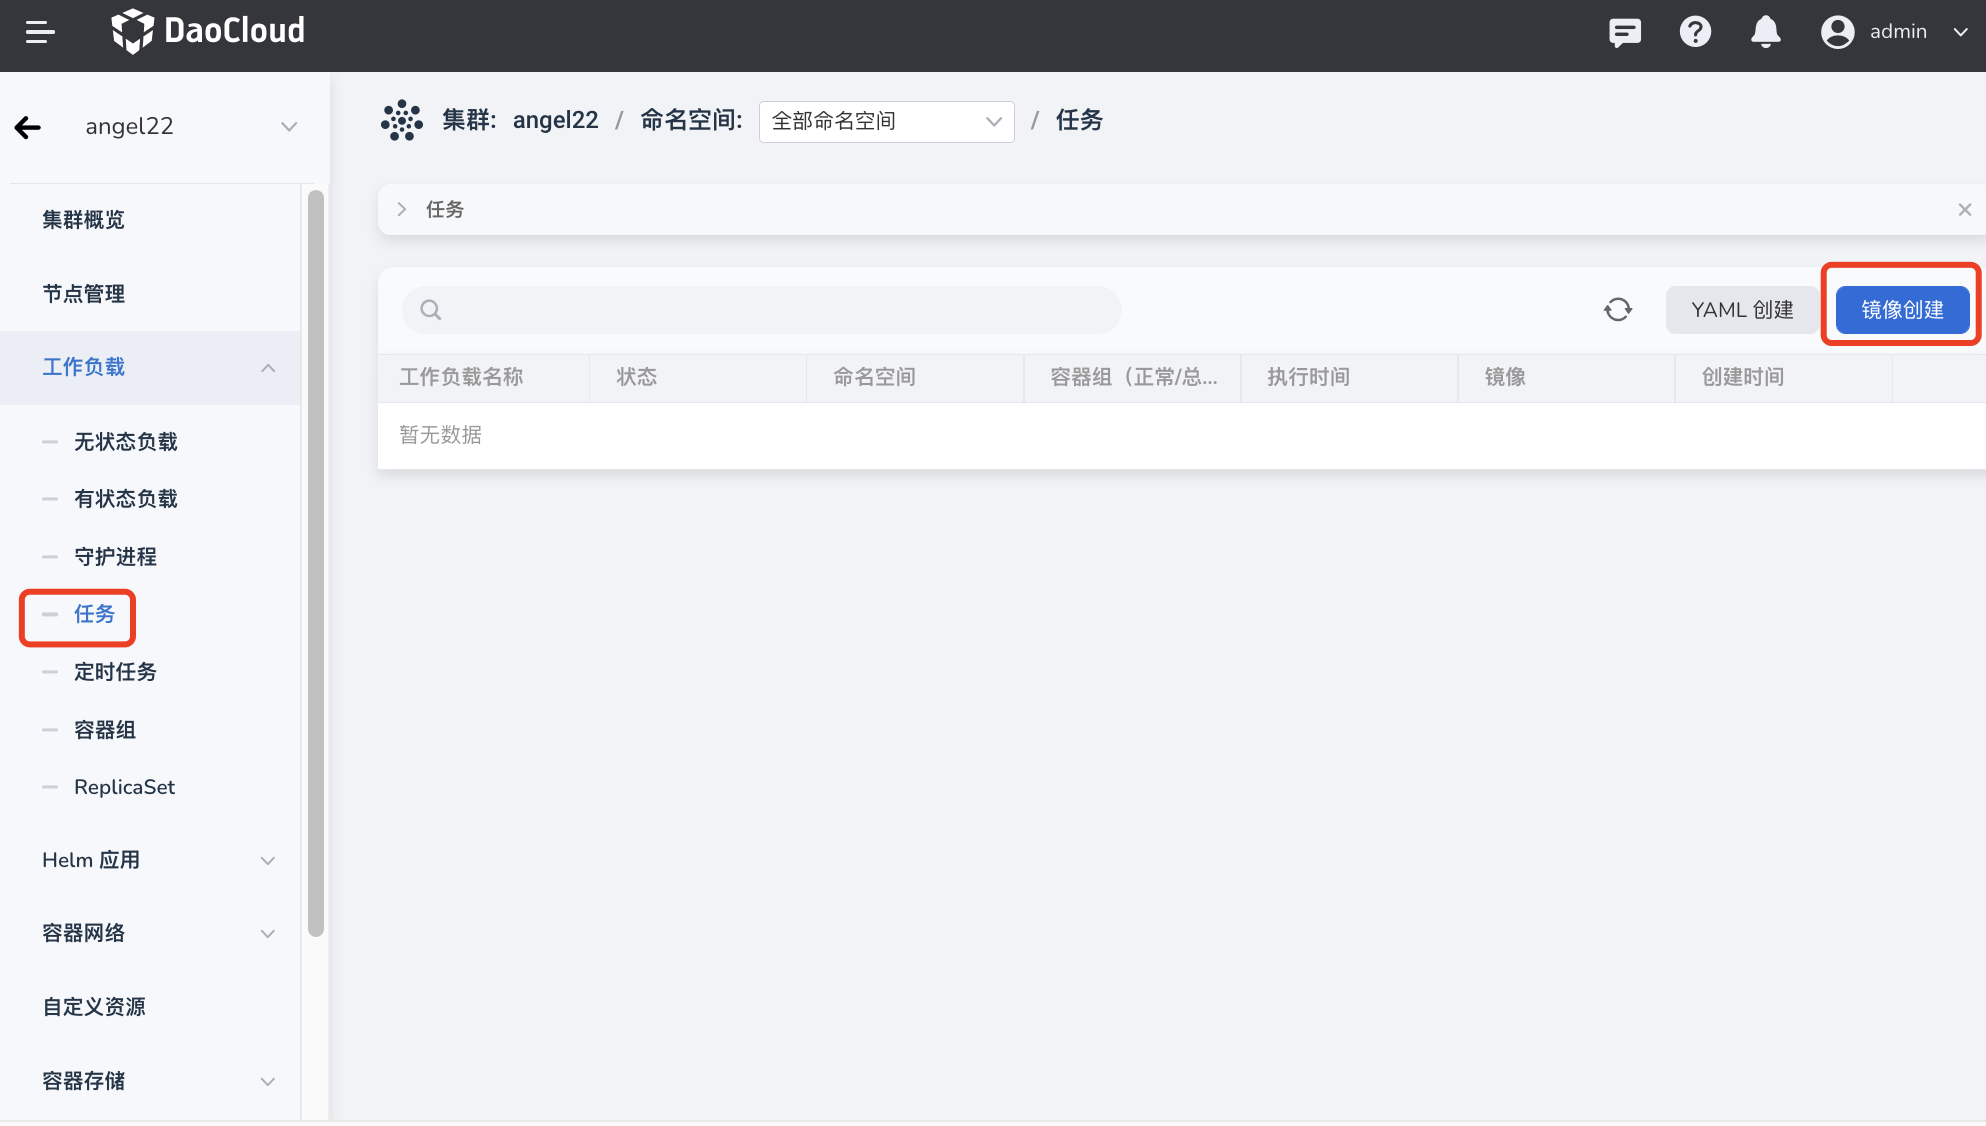 DaoCloud
admin
angel22
集群: angel22 / 命名空间: 全部命名空间 / 任务
集群概览
节点管理
工作负载
无状态负载
有状态负载
守护进程
任务
定时任务
容器组
ReplicaSet
Helm 应用
容器网络
自定义资源
容器存储
任务
YAML 创建
镜像创建
工作负载名称 状态 命名空间 容器组（正常/总... 执行时间 镜像 创建时间
暂无数据